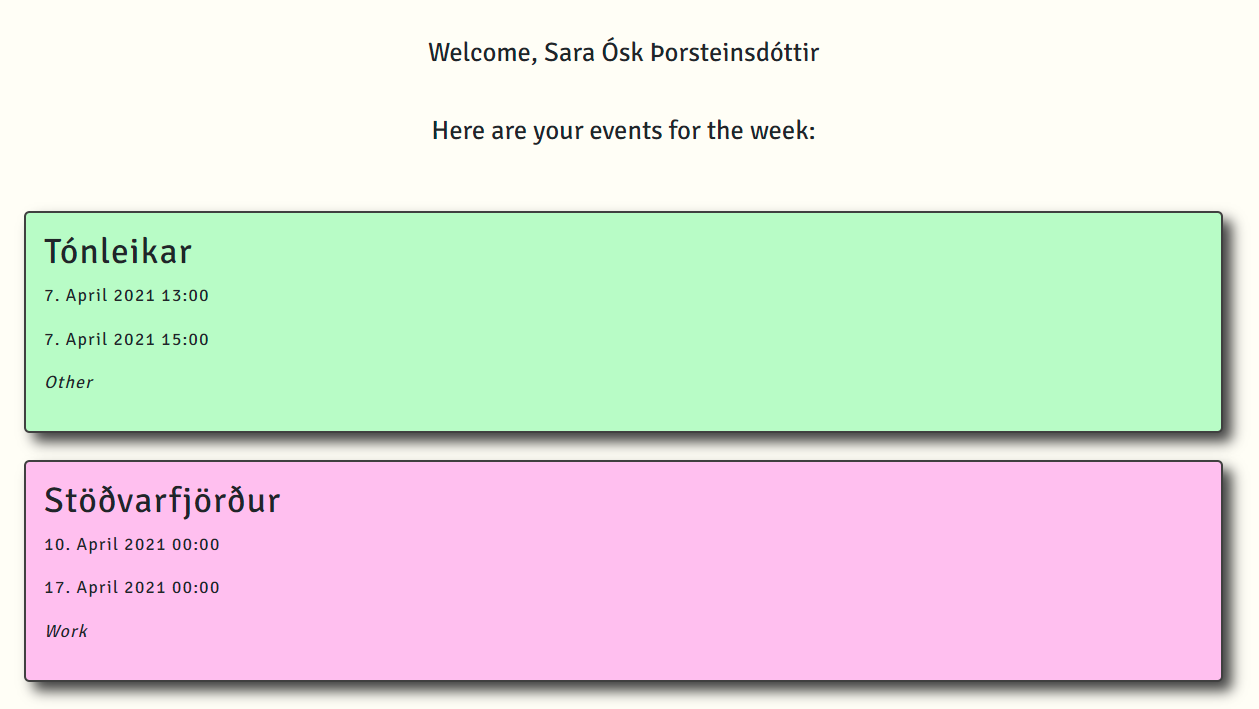 Welcome, Sara Ósk Þorsteinsdóttir
Here are your events for the week:
Tónleikar
7. April 2021 13:00
7. April 2021 15:00
Other
Stöðvarfjörður
10. April 2021 00:00
17. April 2021 00:00
Work